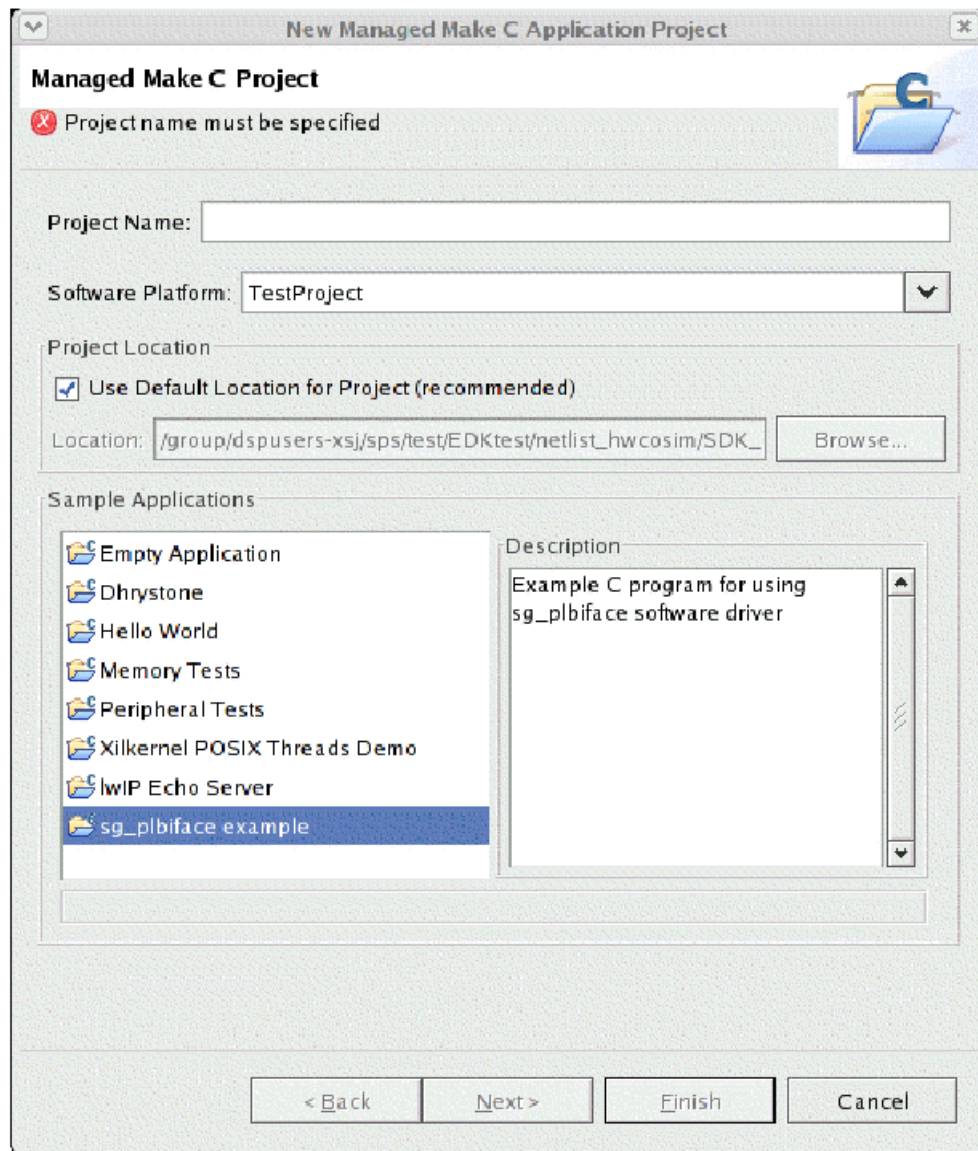 New Managed Make C Application Project
Managed Make C Project
Project name must be specified
Project Name:
Software Platform: TestProject
Project Location
Use Default Location for Project (recommended)
Location: /group/dspusers-xsj/sps/test/EDKtest/netlist_hwcosim/SDK_ Browse...
Sample Applications
Empty Application
Dhrystone
Hello World
Memory Tests
Peripheral Tests
Xilkernel POSIX Threads Demo
lwIP Echo Server
sg_plbiface example
Description
Example C program for using
sg_plbiface software driver
< Back Next > Finish Cancel